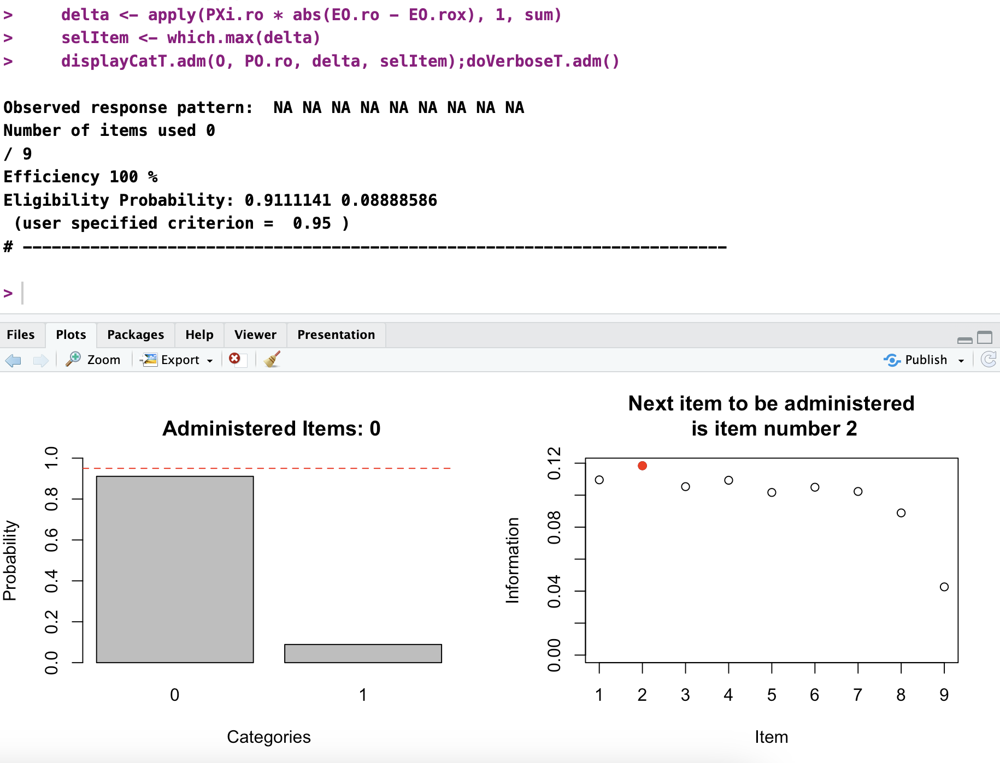 >     delta <- apply(PXi.ro * abs(EO.ro - EO.rox), 1, sum)
>     selItem <- which.max(delta)
>     displayCatT.adm(O, PO.ro, delta, selItem);doVerboseT.adm()
Observed response pattern:  NA NA NA NA NA NA NA NA NA
Number of items used 0
/ 9
Efficiency 100 %
Eligibility Probability: 0.9111141 0.08888586
 (user specified criterion =  0.95 )
# -------------------------------------------------------------------------
>
Files Plots Packages Help Viewer Presentation
Zoom Export Publish
Administered Items: 0
Probability
1.0
0.8
0.6
0.4
0.2
0.0
0 1
Categories
Next item to be administered
is item number 2
Information
0.12
0.08
0.04
0.00
1 2 3 4 5 6 7 8 9
Item